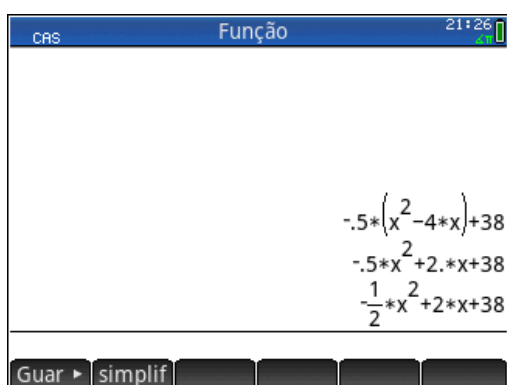 CAS Função 21:26
∡π
-.5*(x²-4*x)+38
-.5*x²+2.*x+38
-1/2*x²+2*x+38
Guar ▸ simplif